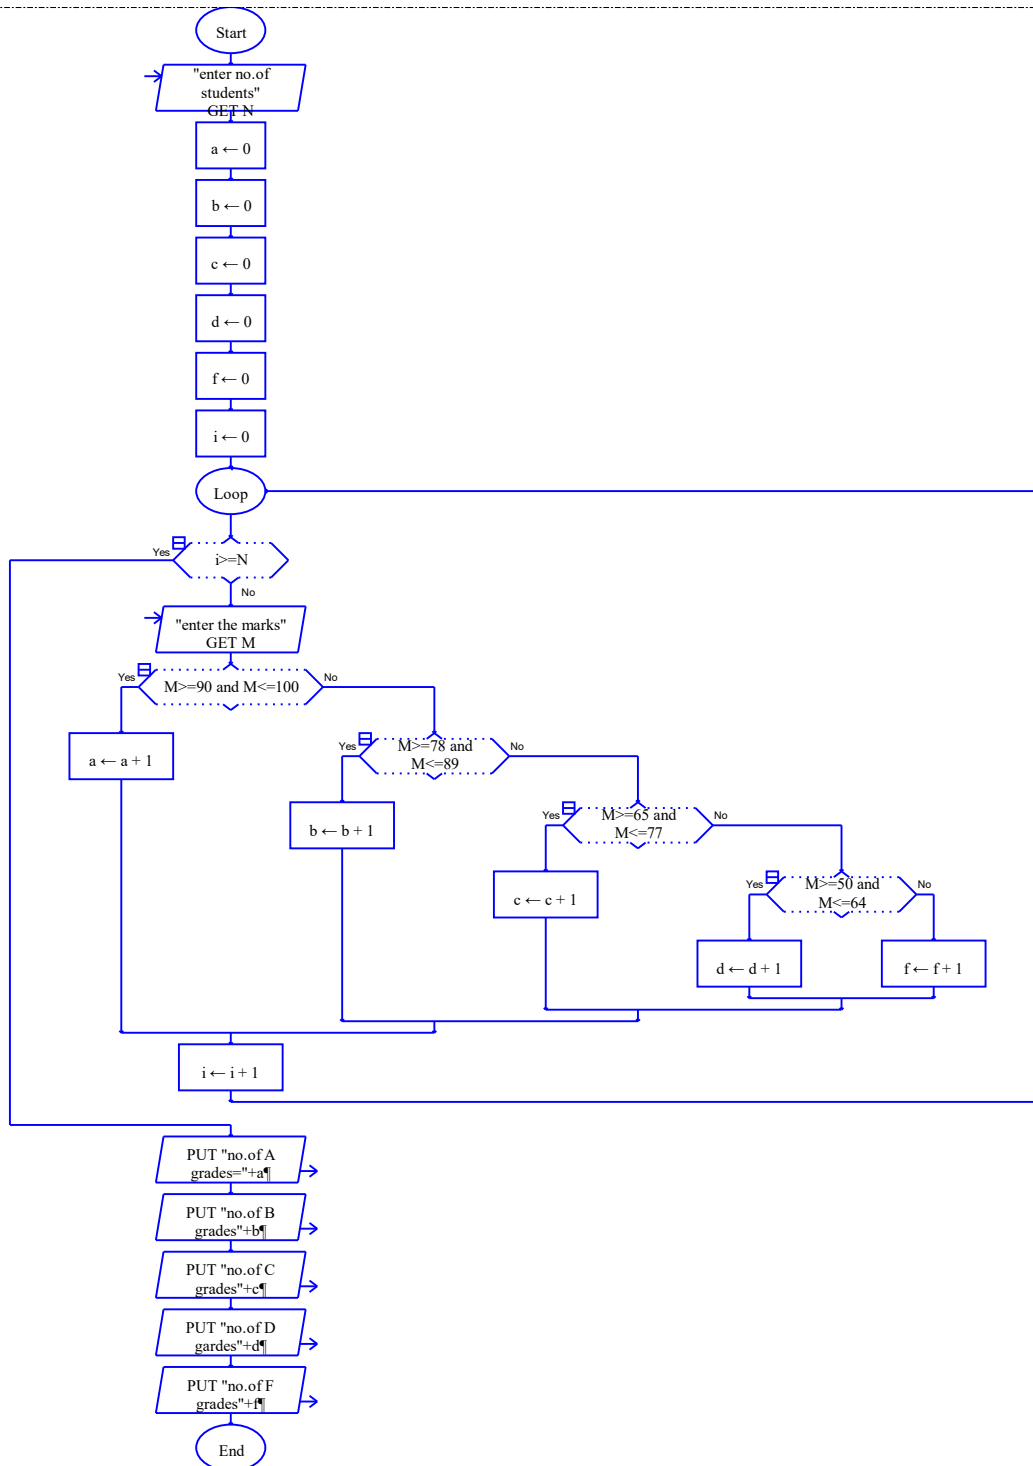 Start
"enter no.of
students"
GET N
a ← 0
b ← 0
c ← 0
d ← 0
f ← 0
i ← 0
Loop
Yes
i>=N
No
"enter the marks"
GET M
Yes
M>=90 and M<=100
No
a ← a + 1
Yes
M>=78 and
M<=89
No
b ← b + 1
Yes
M>=65 and
M<=77
No
c ← c + 1
Yes
M>=50 and
M<=64
No
d ← d + 1
f ← f + 1
i ← i + 1
PUT "no.of A
grades="+a¶
PUT "no.of B
grades"+b¶
PUT "no.of C
grades"+c¶
PUT "no.of D
gardes"+d¶
PUT "no.of F
grades"+f¶
End